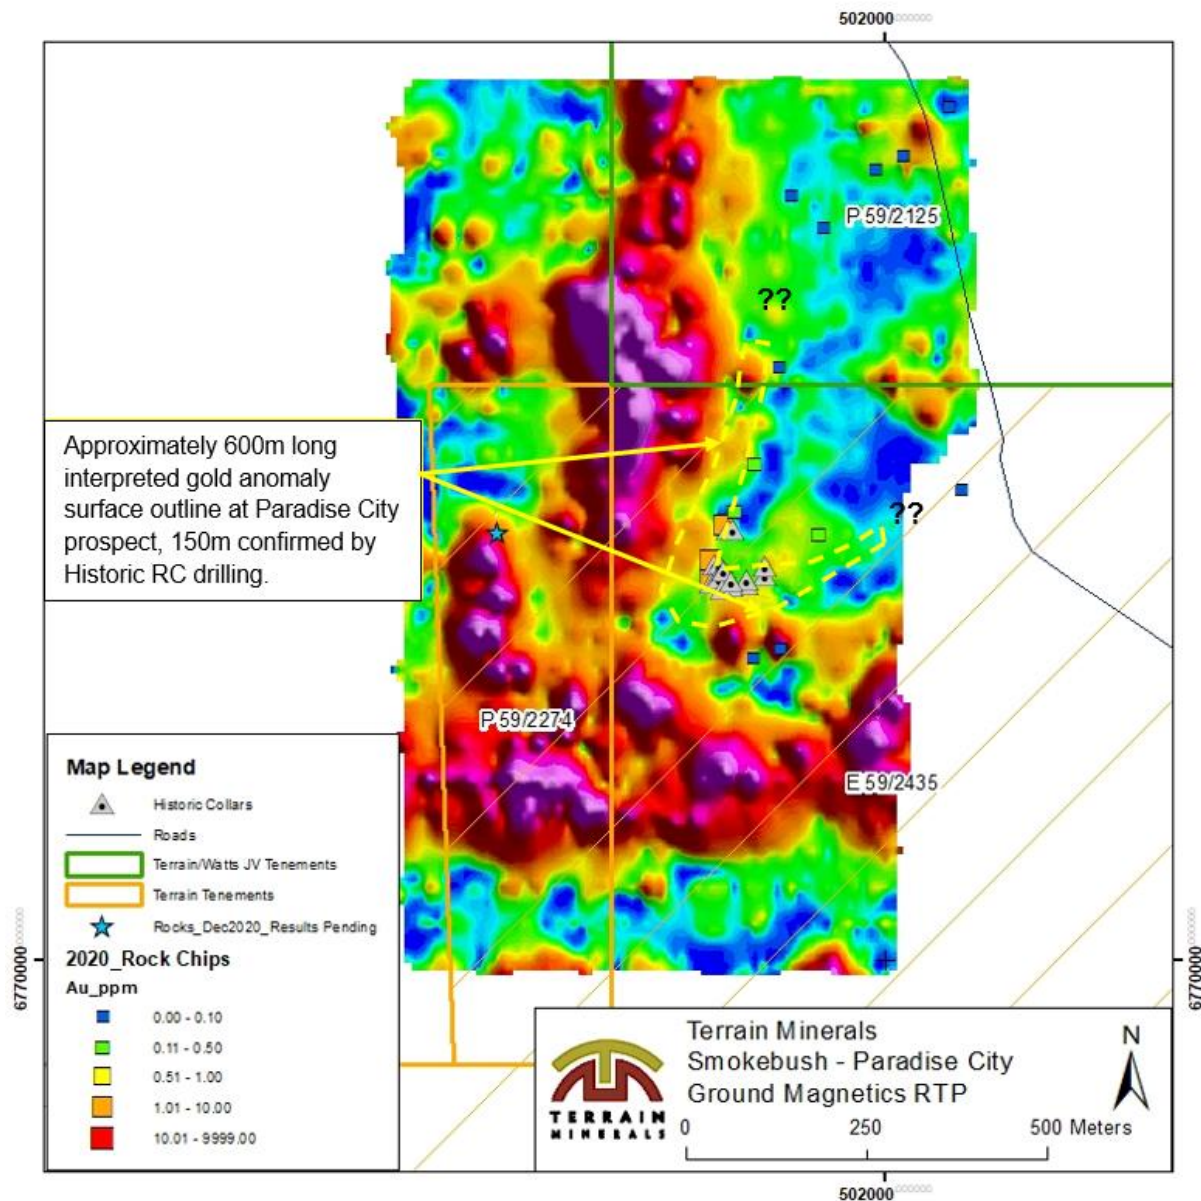 502000
P 59/2125
??
Approximately 600m long
interpreted gold anomaly
surface outline at Paradise City
prospect, 150m confirmed by
Historic RC drilling.
??
P 59/2274
E 59/2435
Map Legend
Historic Collars
Roads
Terrain/Watts JV Tenements
Terrain Tenements
Rocks_Dec2020_Results Pending
2020_Rock Chips
Au_ppm
0.00 - 0.10
0.11 - 0.50
0.51 - 1.00
1.01 - 10.00
10.01 - 9999.00
6770000
6770000
TERRAIN
MINERALS
Terrain Minerals
Smokebush - Paradise City
Ground Magnetics RTP
N
0 250 500 Meters
502000